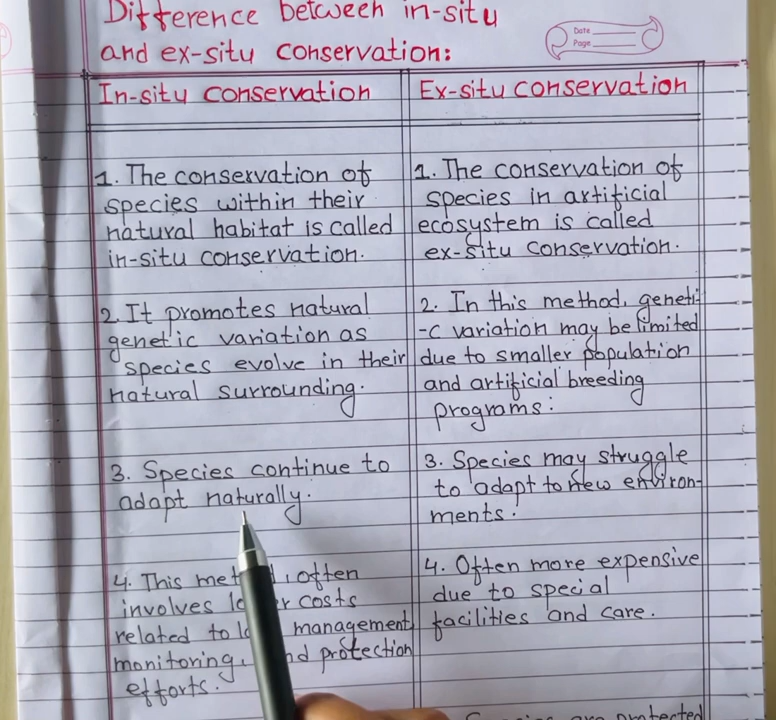 Difference between in-situ
and ex-situ conservation:
Date
Page
In-situ conservation
1. The conservation of
species within their
natural habitat is called
in-situ conservation.
2. It promotes natural
genetic variation as
species evolve in their
natural surrounding.
3. Species continue to
adapt naturally.
4. This , often
involves costs
related to management
monitoring, protection
efforts.
Ex-situ conservation
1. The conservation of
species in artificial
ecosystem is called
ex-situ conservation.
2. In this method, geneti
-c variation may be limited
due to smaller population
and artificial breeding
programs.
3. Species may struggle
to adapt to new environ-
ments.
4. Often more expensive
due to special
facilities and care.
protected